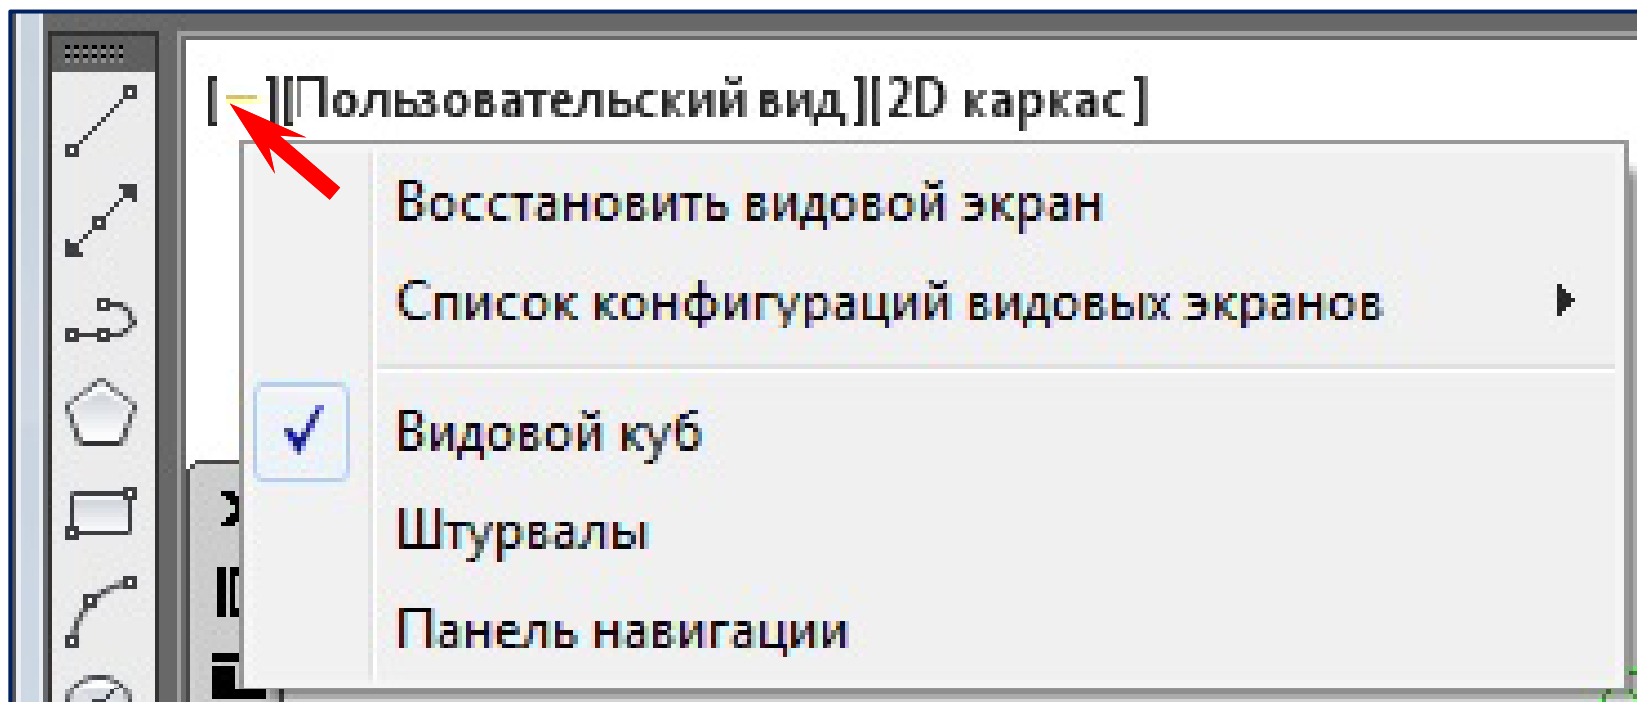 [–][Пользовательский вид][2D каркас]
Восстановить видовой экран
Список конфигураций видовых экранов
Видовой куб
Штурвалы
Панель навигации